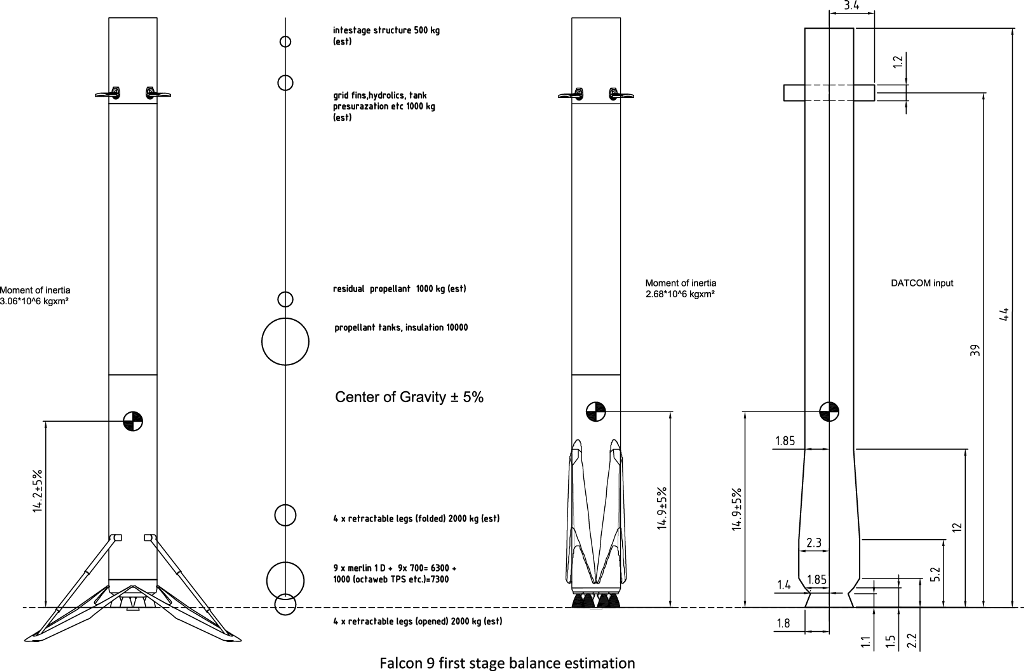 3.4
intestage structure 500 kg
(est)
1.2
grid fins,hydrolics, tank
presurazation etc 1000 kg
(est)
Moment of inertia
3.06*10^6 kgxm²
residual propellant 1000 kg (est)
Moment of inertia
2.68*10^6 kgxm²
DATCOM input
44
39
propellant tanks, insulation 10000
Center of Gravity ± 5%
1.85
14.2±5%
14.9±5%
14.9±5%
4 x retractable legs (folded) 2000 kg (est)
12
2.3
9 x merlin 1 D + 9x 700= 6300 +
1000 (octaweb TPS etc.)=7300
5.2
1.4
1.85
4 x retractable legs (opened) 2000 kg (est)
1.8
1.1
1.5
2.2
Falcon 9 first stage balance estimation